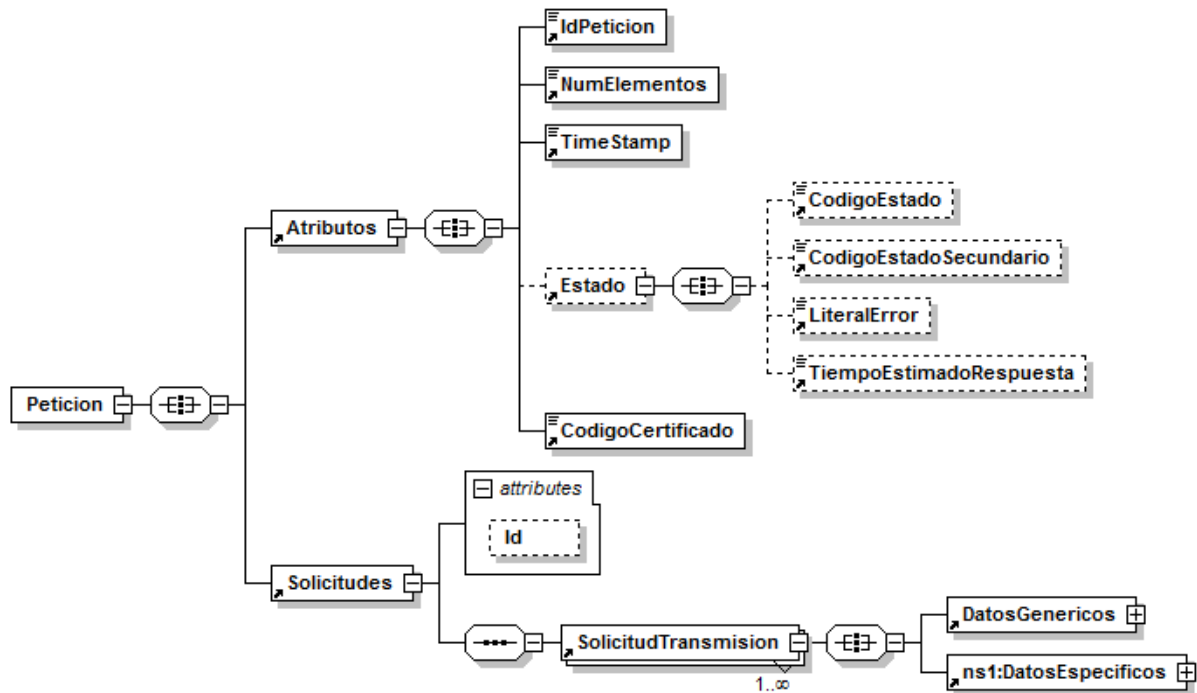 IdPeticion
NumElementos
TimeStamp
CodigoEstado
Atributos
CodigoEstadoSecundario
Estado
LiteralError
TiempoEstimadoRespuesta
Peticion
CodigoCertificado
attributes
Id
Solicitudes
DatosGenericos
SolicitudTransmision
ns1:DatosEspecificos
1..∞